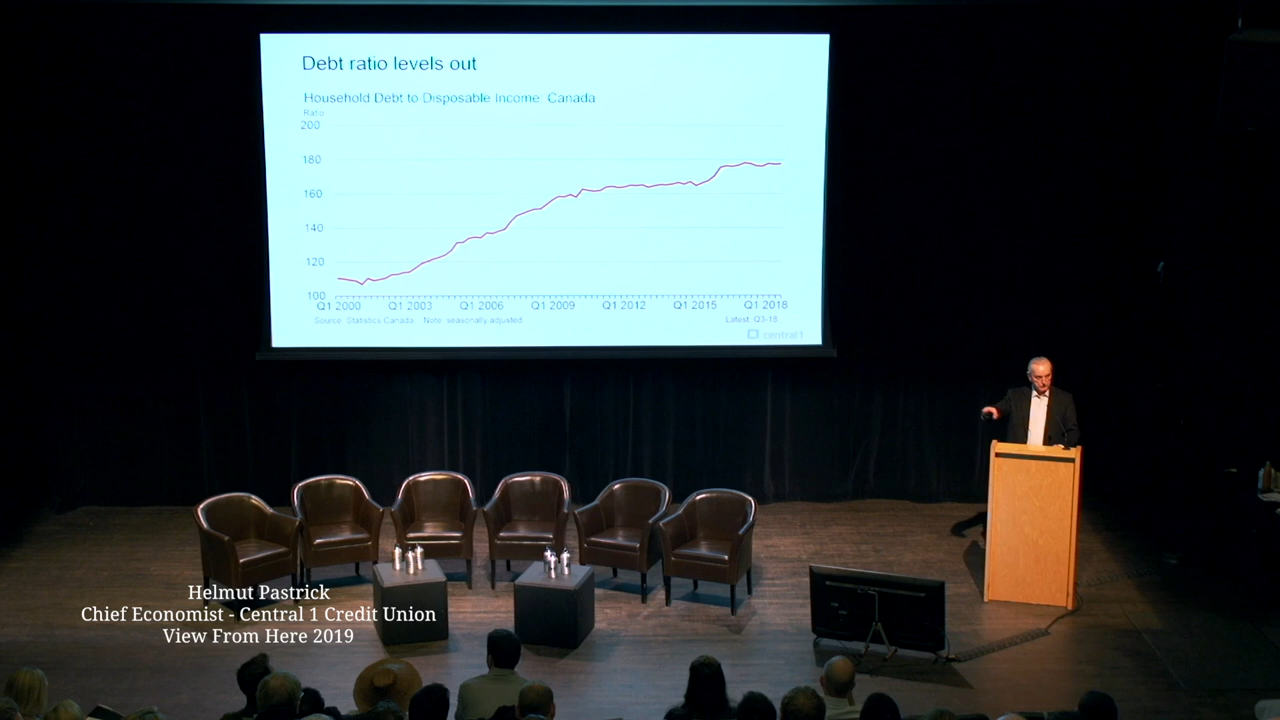 Debt ratio levels out
Household Debt to Disposable Income: Canada
Ratio
200
180
160
140
120
100
Q1 2000 Q1 2003 Q1 2006 Q1 2009 Q1 2012 Q1 2015 Q1 2018
Source: Statistics Canada Note: seasonally adjusted Latest: Q3-18
central1
Helmut Pastrick
Chief Economist - Central 1 Credit Union
View From Here 2019